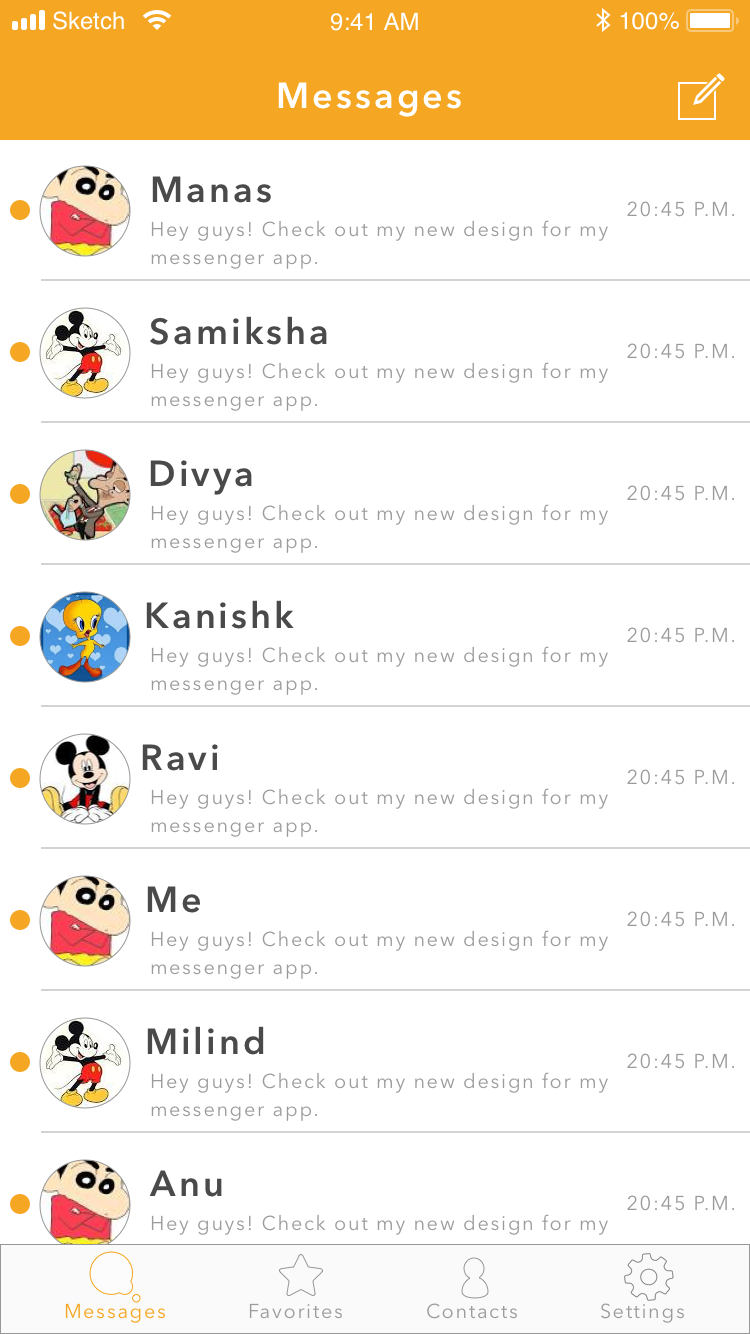 Sketch 9:41 AM 100%
Messages
Manas
Hey guys! Check out my new design for my
messenger app.
20:45 P.M.
Samiksha
Hey guys! Check out my new design for my
messenger app.
20:45 P.M.
Divya
Hey guys! Check out my new design for my
messenger app.
20:45 P.M.
Kanishk
Hey guys! Check out my new design for my
messenger app.
20:45 P.M.
Ravi
Hey guys! Check out my new design for my
messenger app.
20:45 P.M.
Me
Hey guys! Check out my new design for my
messenger app.
20:45 P.M.
Milind
Hey guys! Check out my new design for my
messenger app.
20:45 P.M.
Anu
Hey guys! Check out my new design for my
20:45 P.M.
Messages Favorites Contacts Settings